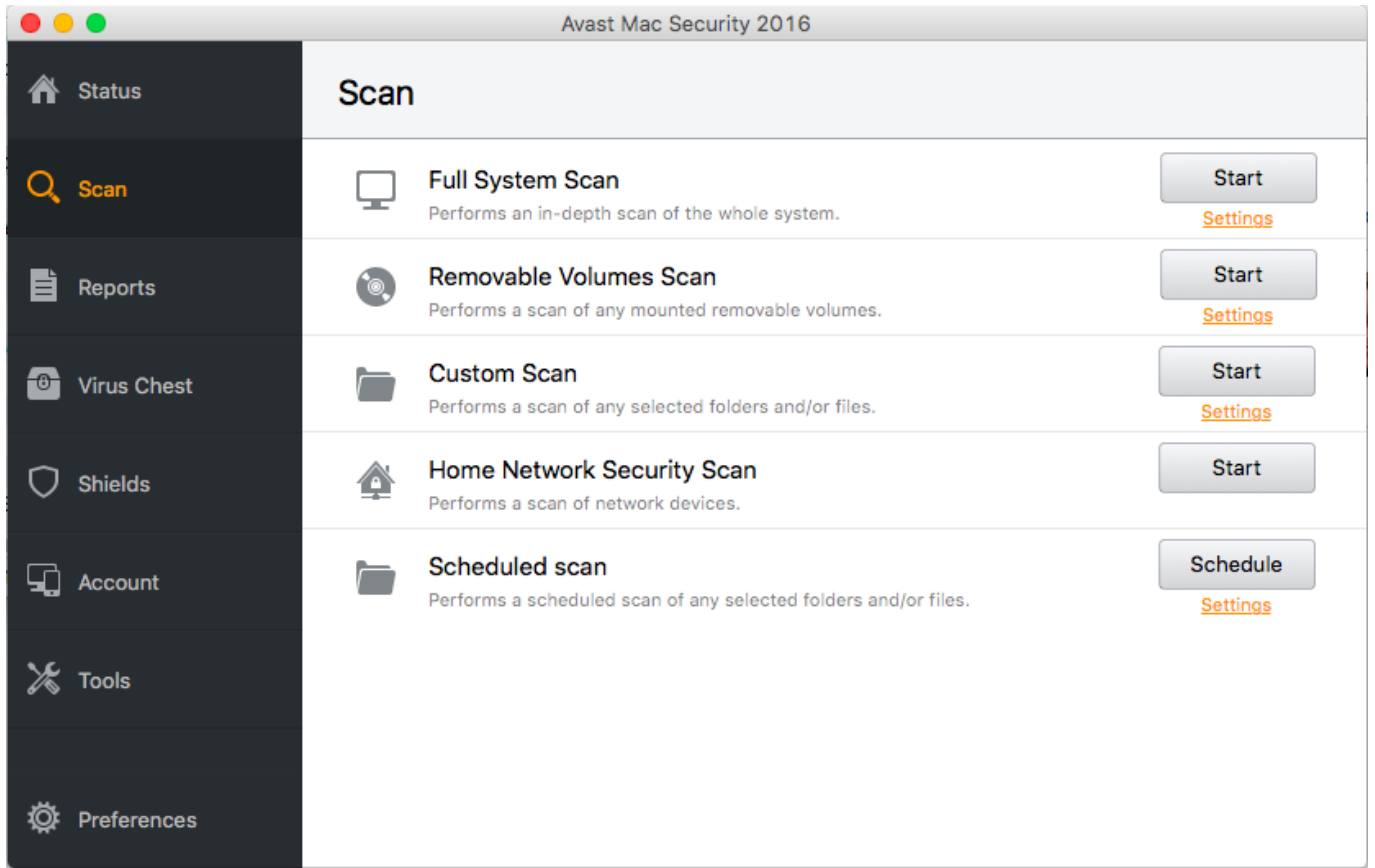 Avast Mac Security 2016
Status
Scan
Reports
Virus Chest
Shields
Account
Tools
Preferences
Scan
Full System Scan
Performs an in-depth scan of the whole system.
Start
Settings
Removable Volumes Scan
Performs a scan of any mounted removable volumes.
Start
Settings
Custom Scan
Performs a scan of any selected folders and/or files.
Start
Settings
Home Network Security Scan
Performs a scan of network devices.
Start
Scheduled scan
Performs a scheduled scan of any selected folders and/or files.
Schedule
Settings